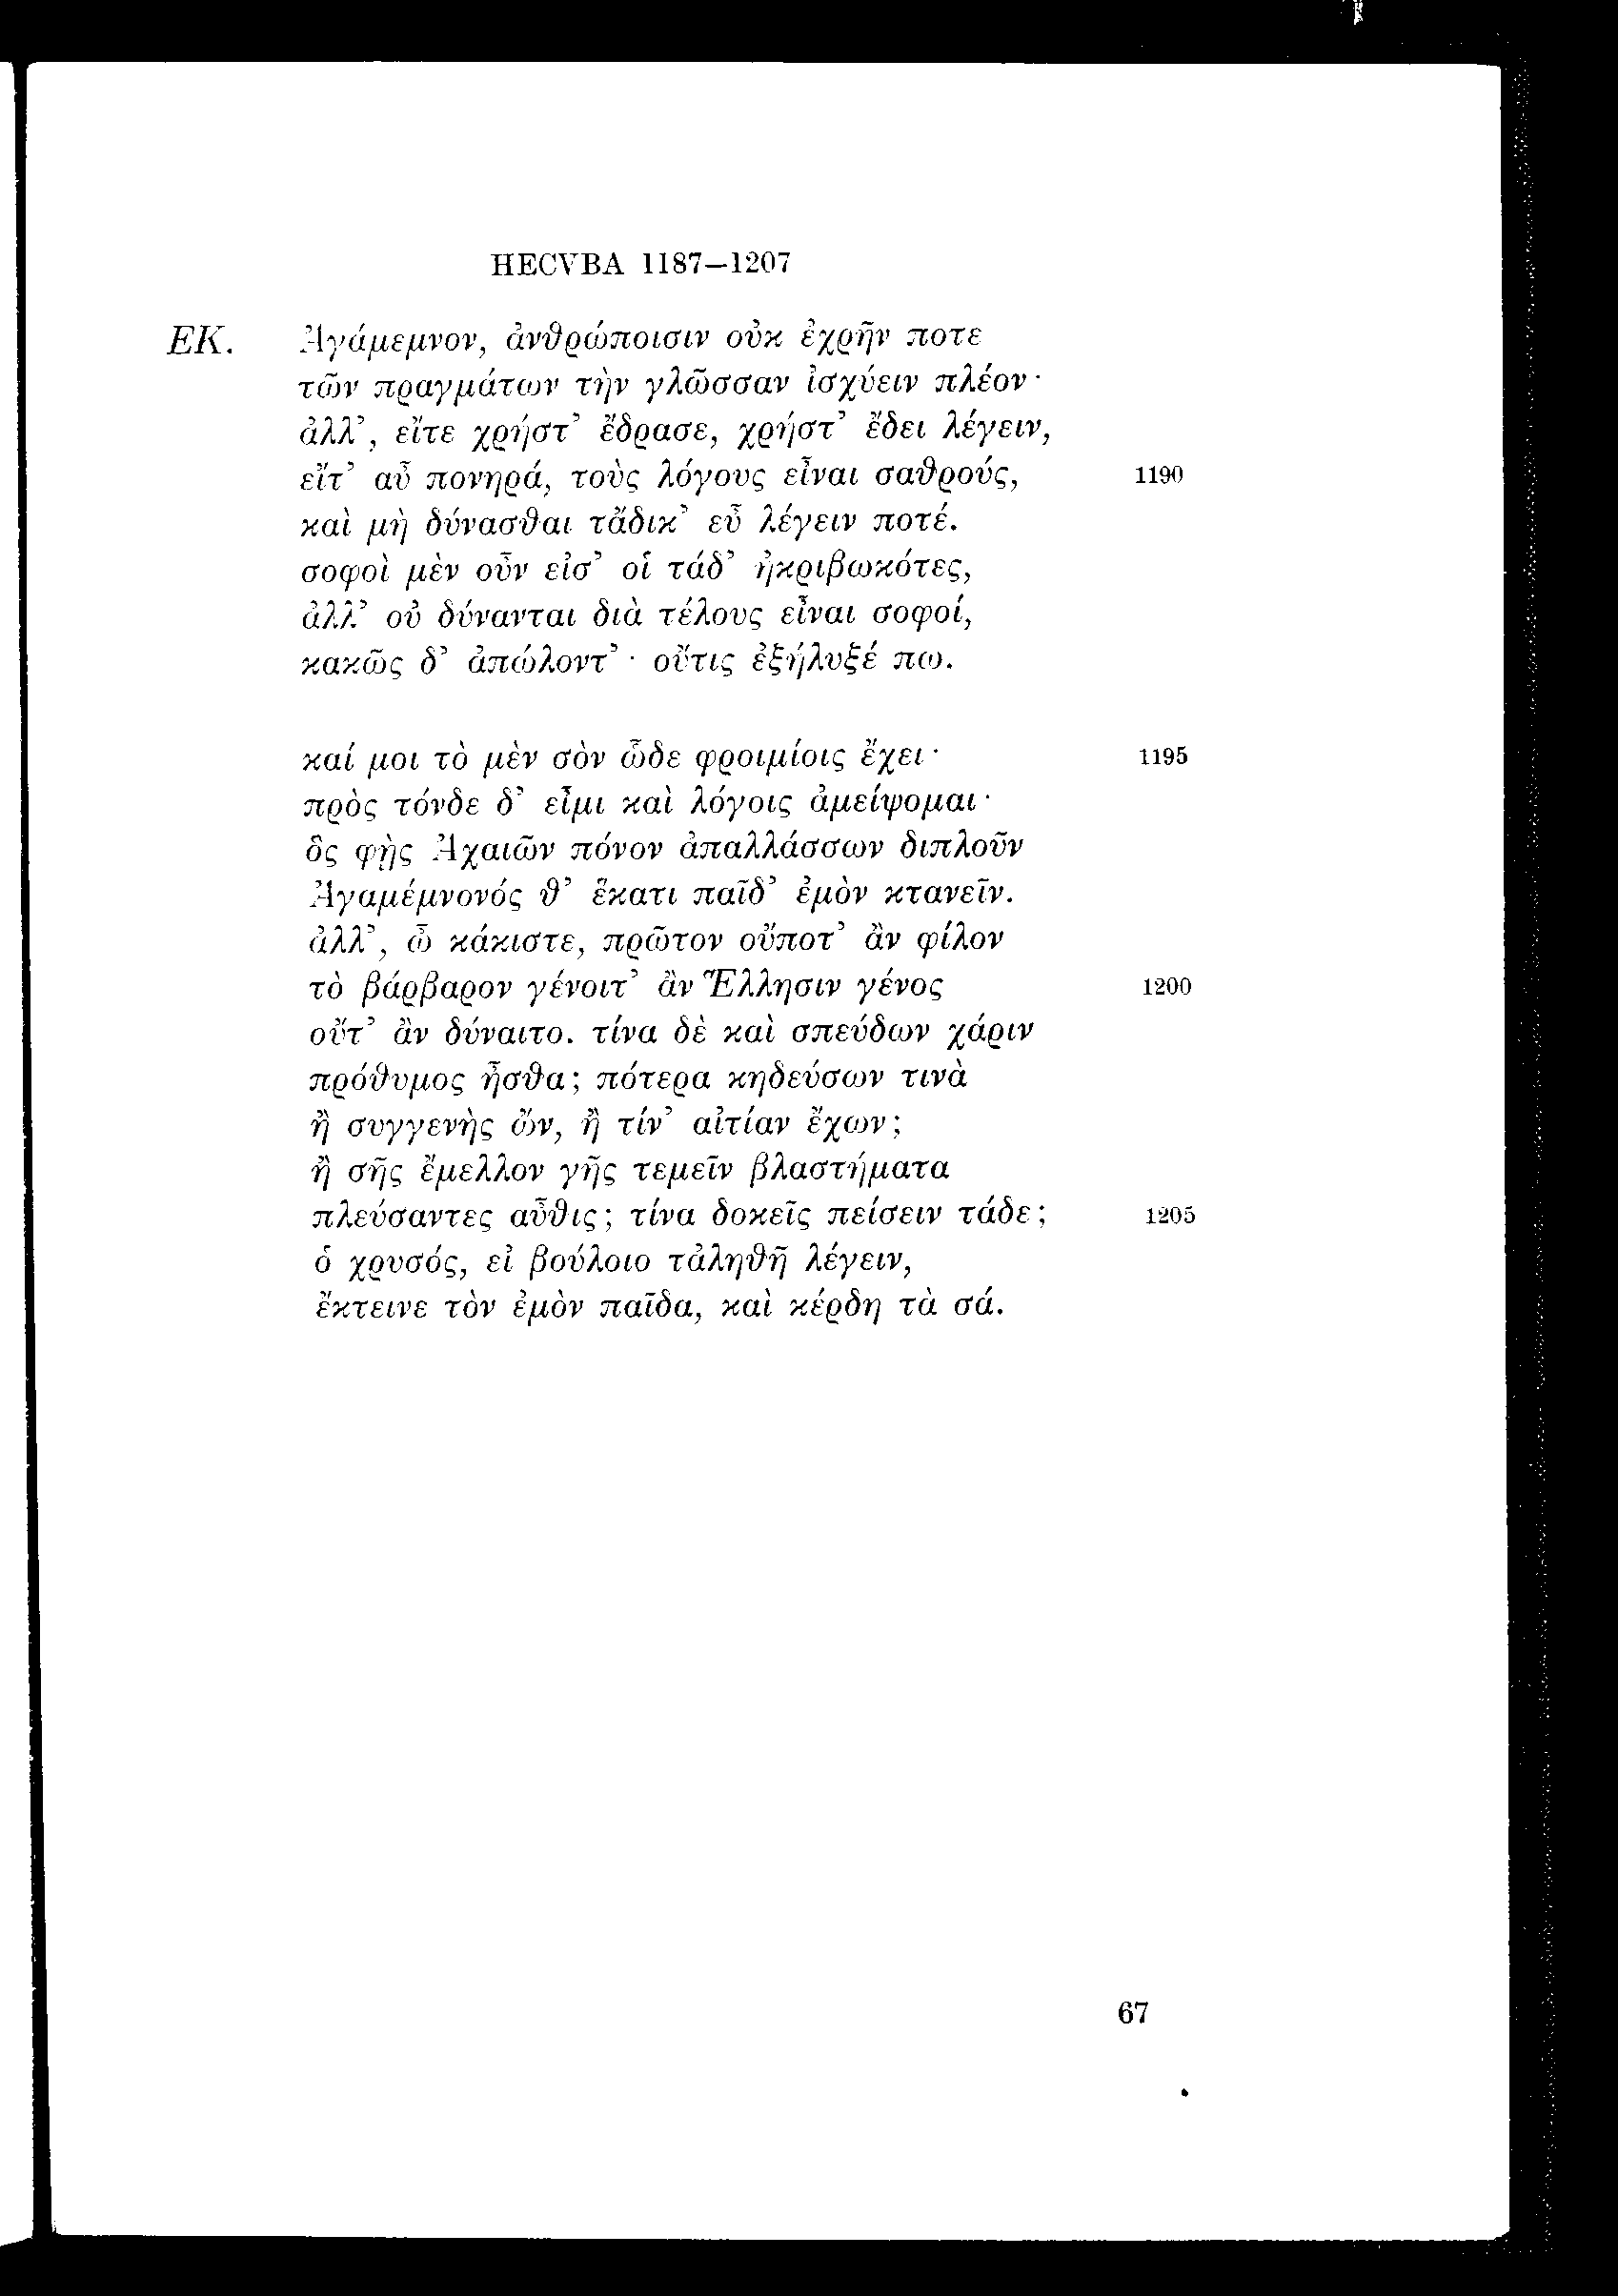 HECVBA 1187–1207
ΕΚ. Ἀγάμεμνον, ἀνθρώποισιν οὐκ ἐχρῆν ποτε
τῶν πραγμάτων τὴν γλῶσσαν ἰσχύειν πλέον·
ἀλλ’, εἴτε χρήστ’ ἔδρασε, χρήστ’ ἔδει λέγειν,
εἴτ’ αὖ πονηρά, τοὺς λόγους εἶναι σαθρούς, 1190
καὶ μὴ δύνασθαι τἄδικ’ εὖ λέγειν ποτέ.
σοφοὶ μὲν οὖν εἰσ’ οἱ τάδ’ ἠκριβωκότες,
ἀλλ’ οὐ δύνανται διὰ τέλους εἶναι σοφοί,
κακῶς δ’ ἀπώλοντ’· οὔτις ἐξήλυξέ πω.
καί μοι τὸ μὲν σὸν ὧδε φροιμίοις ἔχει· 1195
πρὸς τόνδε δ’ εἶμι καὶ λόγοις ἀμείψομαι·
ὃς φῂς Ἀχαιῶν πόνον ἀπαλλάσσων διπλοῦν
Ἀγαμέμνονός θ’ ἕκατι παῖδ’ ἐμὸν κτανεῖν.
ἀλλ’, ὦ κάκιστε, πρῶτον οὔποτ’ ἂν φίλον
τὸ βάρβαρον γένοιτ’ ἂν Ἕλλησιν γένος 1200
οὔτ’ ἂν δύναιτο. τίνα δὲ καὶ σπεύδων χάριν
πρόθυμος ἦσθα; πότερα κηδεύσων τινὰ
ἢ συγγενὴς ὤν, ἢ τίν’ αἰτίαν ἔχων;
ἢ σῆς ἔμελλον γῆς τεμεῖν βλαστήματα
πλεύσαντες αὖθις; τίνα δοκεῖς πείσειν τάδε; 1205
ὁ χρυσός, εἰ βούλοιο τἀληθῆ λέγειν,
ἔκτεινε τὸν ἐμὸν παῖδα, καὶ κέρδη τὰ σά.
67